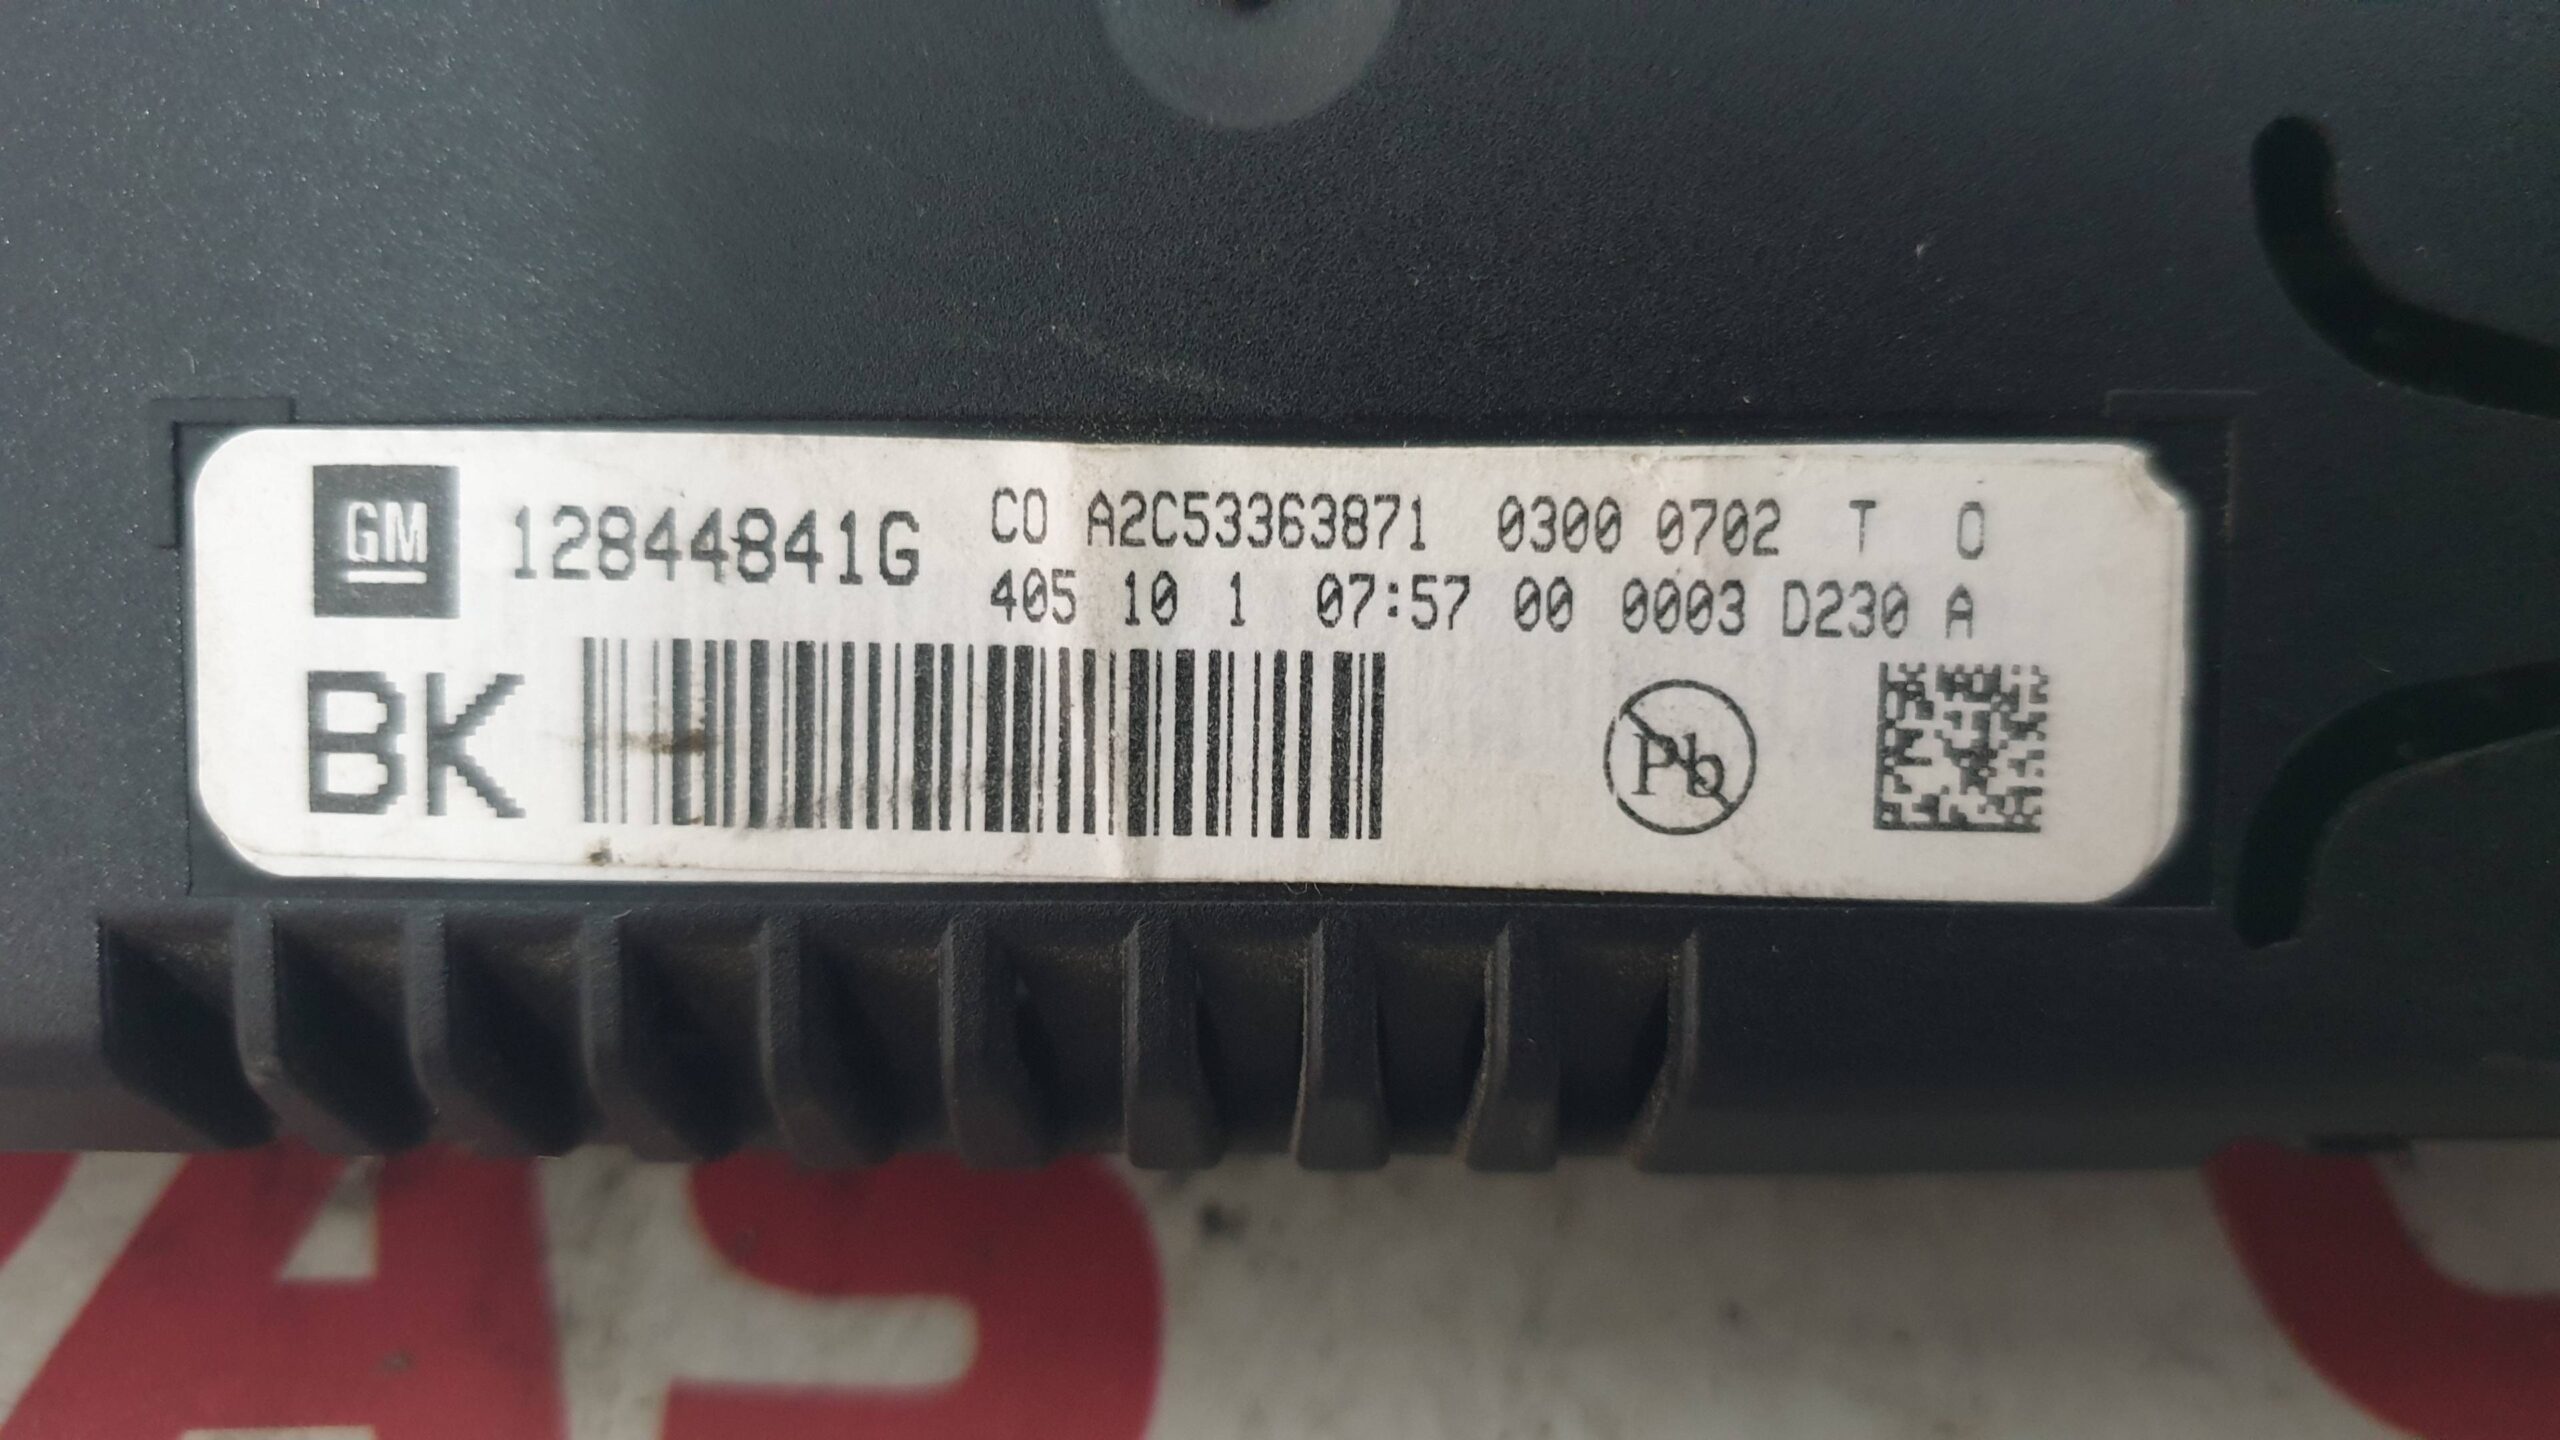 GM 12844841G CO A2C53363871 0300 0702 T 0
405 10 1 07:57 00 0003 D230 A
BK
Pb